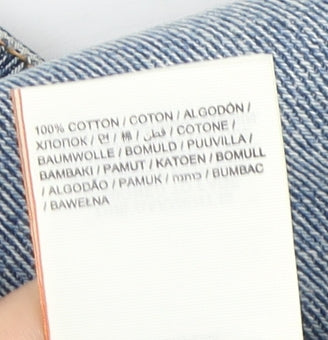 100% COTTON / COTON / ALGODÓN /
ХЛОПОК / 면 / 棉 / قطن / COTONE /
BAUMWOLLE / BOMULD / PUUVILLA /
BAMBAKI / PAMUT / KATOEN / BOMULL
/ ALGODÃO / PAMUK / כותנה / BUMBAC
/ BAWEŁNA